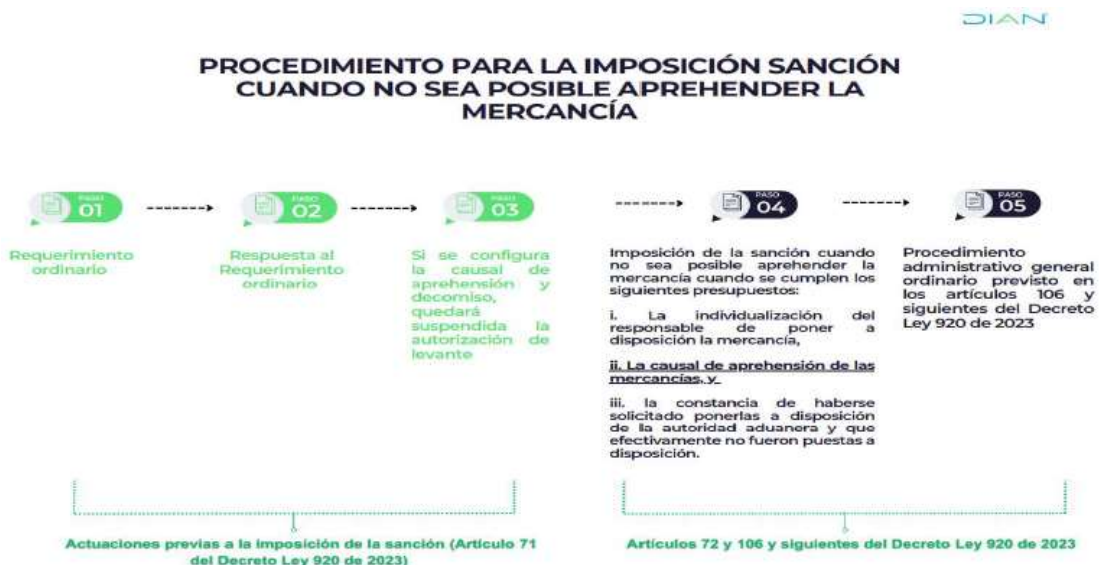 DIAN
PROCEDIMIENTO PARA LA IMPOSICIÓN SANCIÓN
CUANDO NO SEA POSIBLE APREHENDER LA
MERCANCÍA
PASO
01
Requerimiento
ordinario
PASO
02
Respuesta al
Requerimiento
ordinario
PASO
03
Si se configura
la causal de
aprehensión y
decomiso,
quedará
suspendida la
autorización de
levante
PASO
04
Imposición de la sanción cuando
no sea posible aprehender la
mercancía cuando se cumplen los
siguientes presupuestos:
i. La individualización del
responsable de poner a
disposición la mercancía,
ii. La causal de aprehensión de las
mercancías, y
iii. la constancia de haberse
solicitado ponerlas a disposición
de la autoridad aduanera y que
efectivamente no fueron puestas a
disposición.
PASO
05
Procedimiento
administrativo general
ordinario previsto en
los artículos 106 y
siguientes del Decreto
Ley 920 de 2023
Actuaciones previas a la imposición de la sanción (Artículo 71
del Decreto Ley 920 de 2023)
Artículos 72 y 106 y siguientes del Decreto Ley 920 de 2023